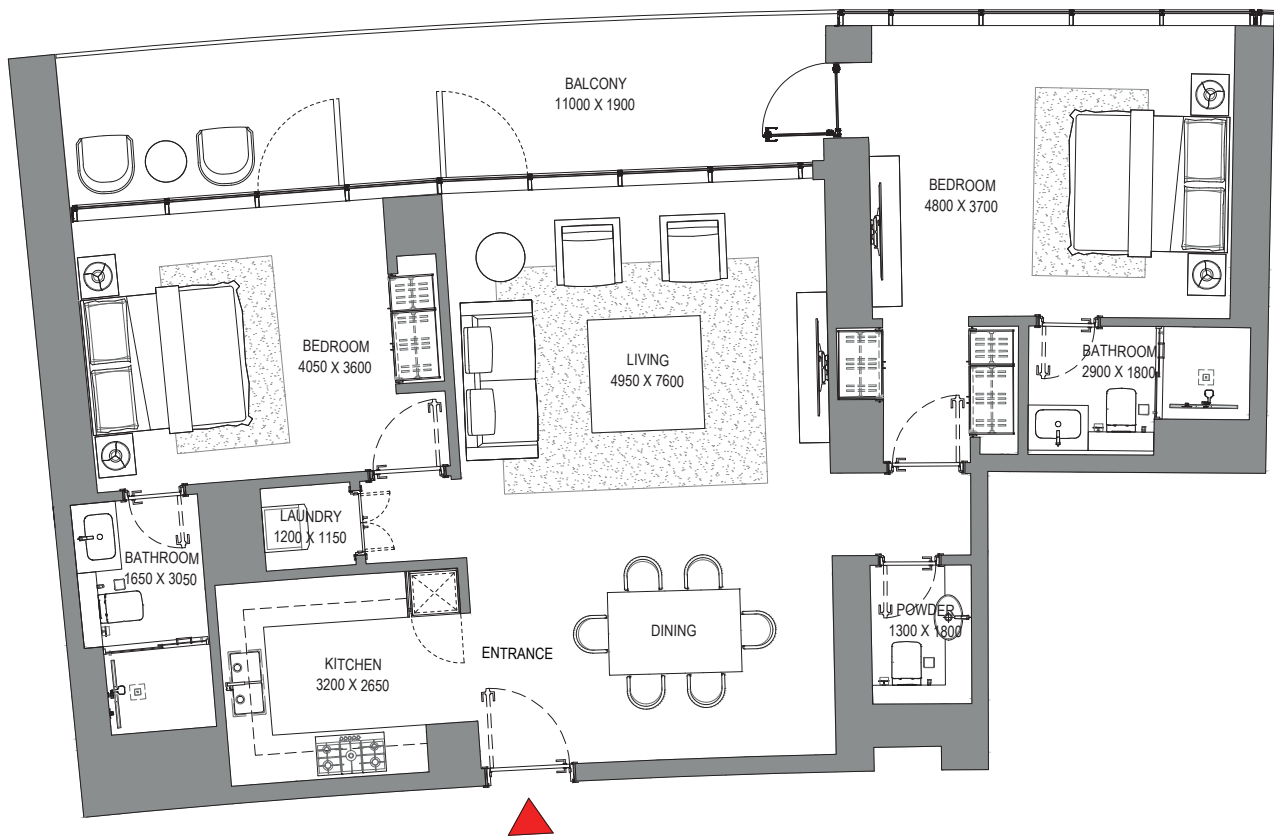 BALCONY
11000 X 1900
BEDROOM
4800 X 3700
BEDROOM
4050 X 3600
LIVING
4950 X 7600
BATHROOM
2900 X 1800
LAUNDRY
1200 X 1150
BATHROOM
1650 X 3050
POWDER
1300 X 1800
DINING
ENTRANCE
KITCHEN
3200 X 2650